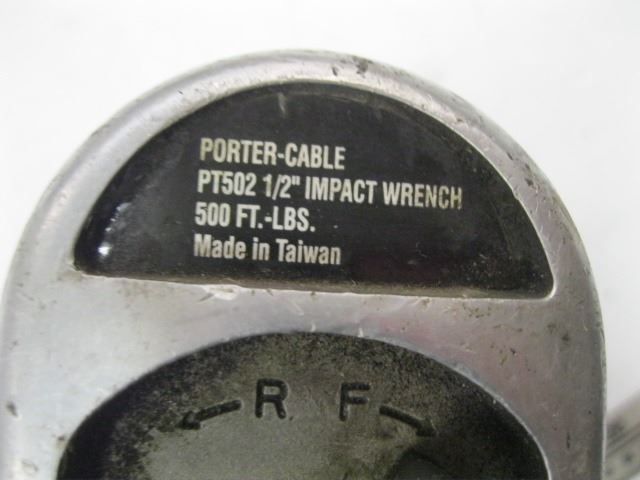 PORTER-CABLE
PT502 1/2" IMPACT WRENCH
500 FT.-LBS.
Made in Taiwan
R F